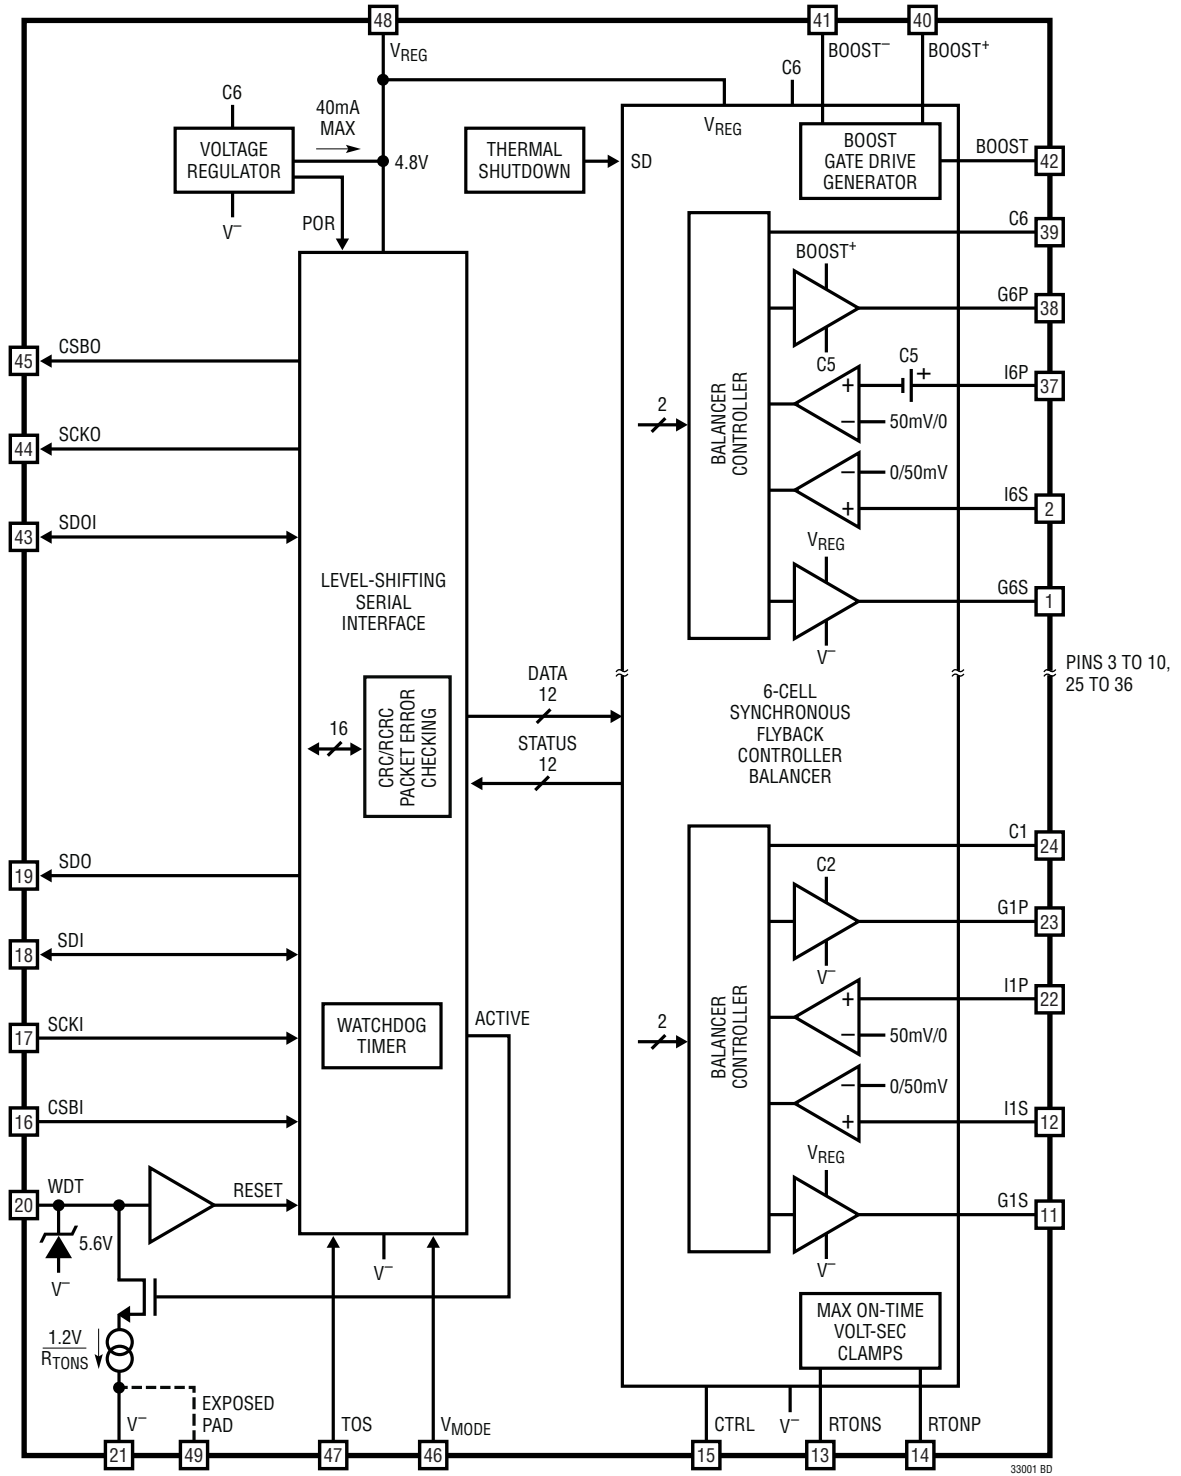 48
41
40
VREG
BOOST–
BOOST+
C6
C6
40mA
MAX
VREG
VOLTAGE
REGULATOR
THERMAL
SHUTDOWN
SD
BOOST
GATE DRIVE
GENERATOR
BOOST
42
4.8V
V–
POR
C6
39
BOOST+
G6P
38
C5
C5
+
I6P
37
+
–
50mV/0
2
BALANCER
CONTROLLER
–
0/50mV
+
I6S
2
VREG
G6S
1
V–
CSBO
45
SCKO
44
SDOI
43
LEVEL-SHIFTING
SERIAL
INTERFACE
PINS 3 TO 10,
25 TO 36
DATA
12
STATUS
12
6-CELL
SYNCHRONOUS
FLYBACK
CONTROLLER
BALANCER
16
CRC/RCRC
PACKET ERROR
CHECKING
SDO
19
SDI
18
SCKI
17
CSBI
16
WATCHDOG
TIMER
ACTIVE
C1
24
C2
G1P
23
V–
I1P
22
+
–
50mV/0
2
BALANCER
CONTROLLER
–
0/50mV
+
I1S
12
VREG
G1S
11
V–
WDT
20
RESET
5.6V
V–
V–
1.2V
RTONS
MAX ON-TIME
VOLT-SEC
CLAMPS
V–
EXPOSED
PAD
TOS
VMODE
CTRL
V–
RTONS
RTONP
21
49
47
46
15
13
14
33001 BD